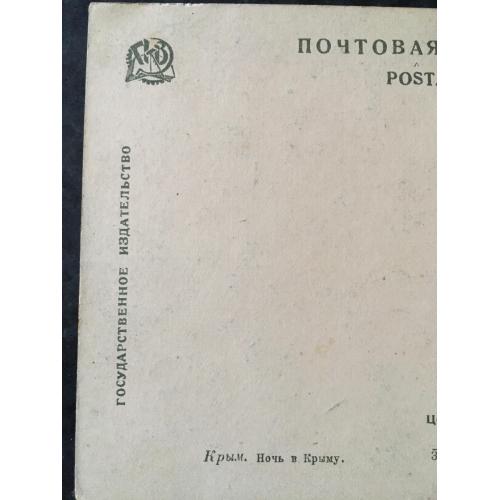 ПОЧТОВАЯ
POST.
ГОСУДАРСТВЕННОЕ ИЗДАТЕЛЬСТВО
Крым. Ночь в Крыму.